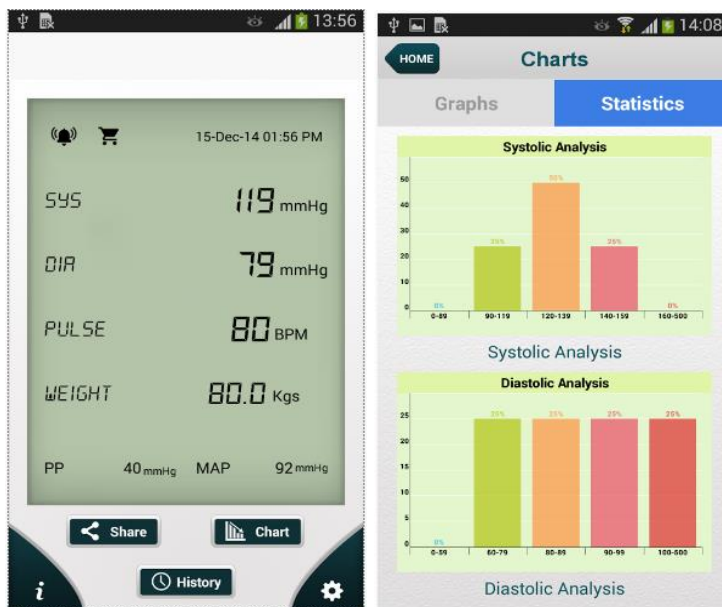 13:56
15-Dec-14 01:56 PM
SYS 119 mmHg
DIA 79 mmHg
PULSE 80 BPM
WEIGHT 80.0 Kgs
PP 40 mmHg MAP 92 mmHg
Share Chart
History
i
14:08
HOME Charts
Graphs Statistics
Systolic Analysis
50
40
30
20
10
0
0% 25% 50% 25% 0%
0-89 90-119 120-139 140-159 160-500
Systolic Analysis
Diastolic Analysis
25
20
15
10
5
0
0% 25% 25% 25% 25%
0-59 60-79 80-89 90-99 100-500
Diastolic Analysis